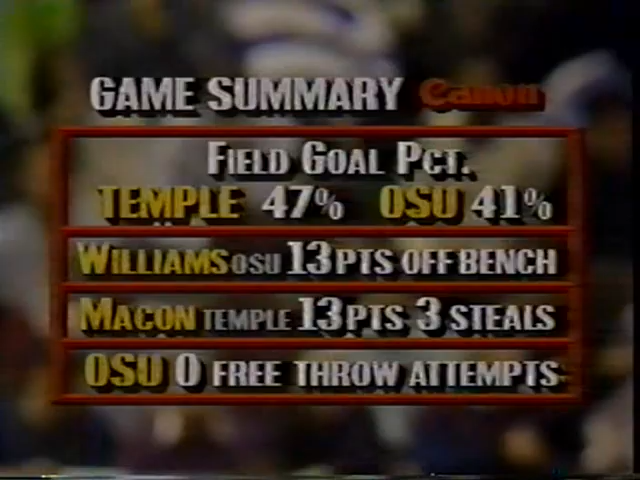 GAME SUMMARY Canon
FIELD GOAL PCT.
TEMPLE 47% OSU 41%
WILLIAMS OSU 13 PTS OFF BENCH
MACON TEMPLE 13 PTS 3 STEALS
OSU 0 FREE THROW ATTEMPTS